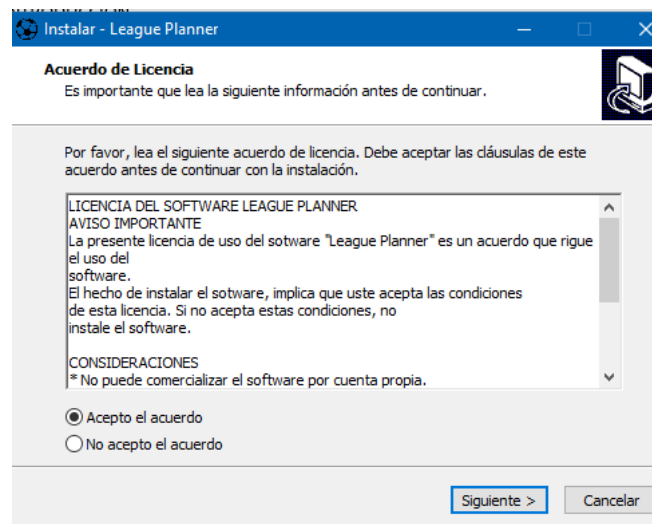 Instalar - League Planner
Acuerdo de Licencia
Es importante que lea la siguiente información antes de continuar.
Por favor, lea el siguiente acuerdo de licencia. Debe aceptar las cláusulas de este
acuerdo antes de continuar con la instalación.
LICENCIA DEL SOFTWARE LEAGUE PLANNER
AVISO IMPORTANTE
La presente licencia de uso del sotware "League Planner" es un acuerdo que rigue
el uso del
software.
El hecho de instalar el sotware, implica que uste acepta las condiciones
de esta licencia. Si no acepta estas condiciones, no
instale el software.
CONSIDERACIONES
* No puede comercializar el software por cuenta propia.
Acepto el acuerdo
No acepto el acuerdo
Siguiente > Cancelar